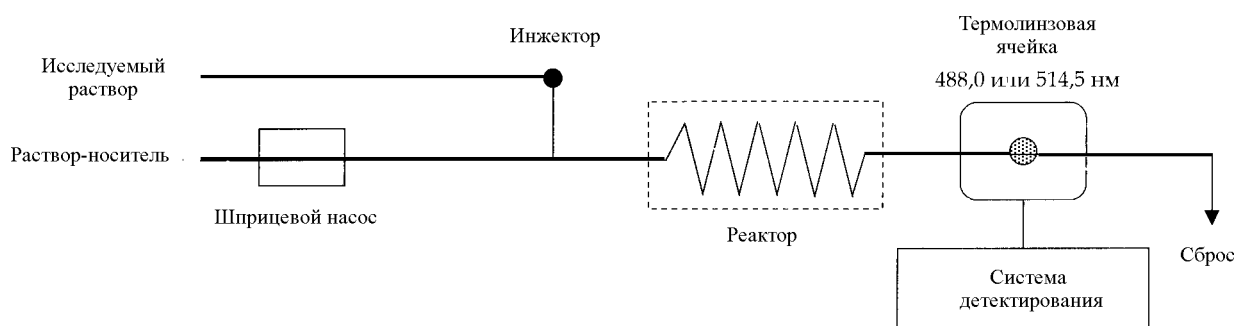 Термолинзовая
ячейка
488,0 или 514,5 нм
Инжектор
Исследуемый
раствор
Раствор-носитель
Шприцевой насос
Реактор
Сброс
Система
детектирования